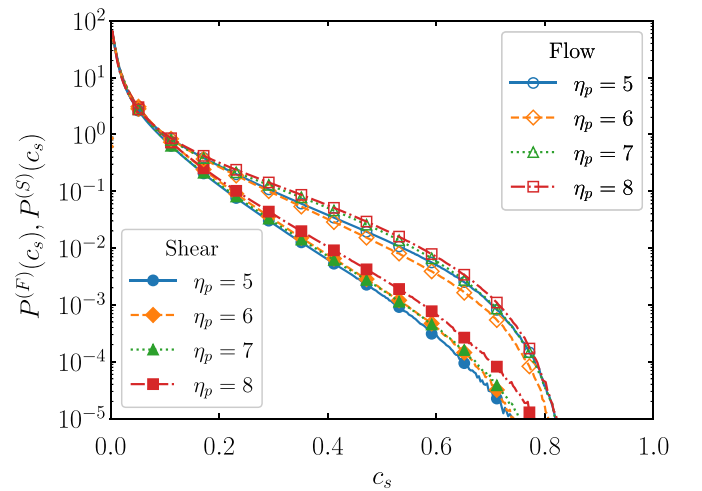 10^2
10^1
10^0
10^{-1}
10^{-2}
10^{-3}
10^{-4}
10^{-5}
P^{(F)}(c_s), P^{(S)}(c_s)
Flow
η_p = 5
η_p = 6
η_p = 7
η_p = 8
Shear
η_p = 5
η_p = 6
η_p = 7
η_p = 8
0.0 0.2 0.4 0.6 0.8 1.0
c_s